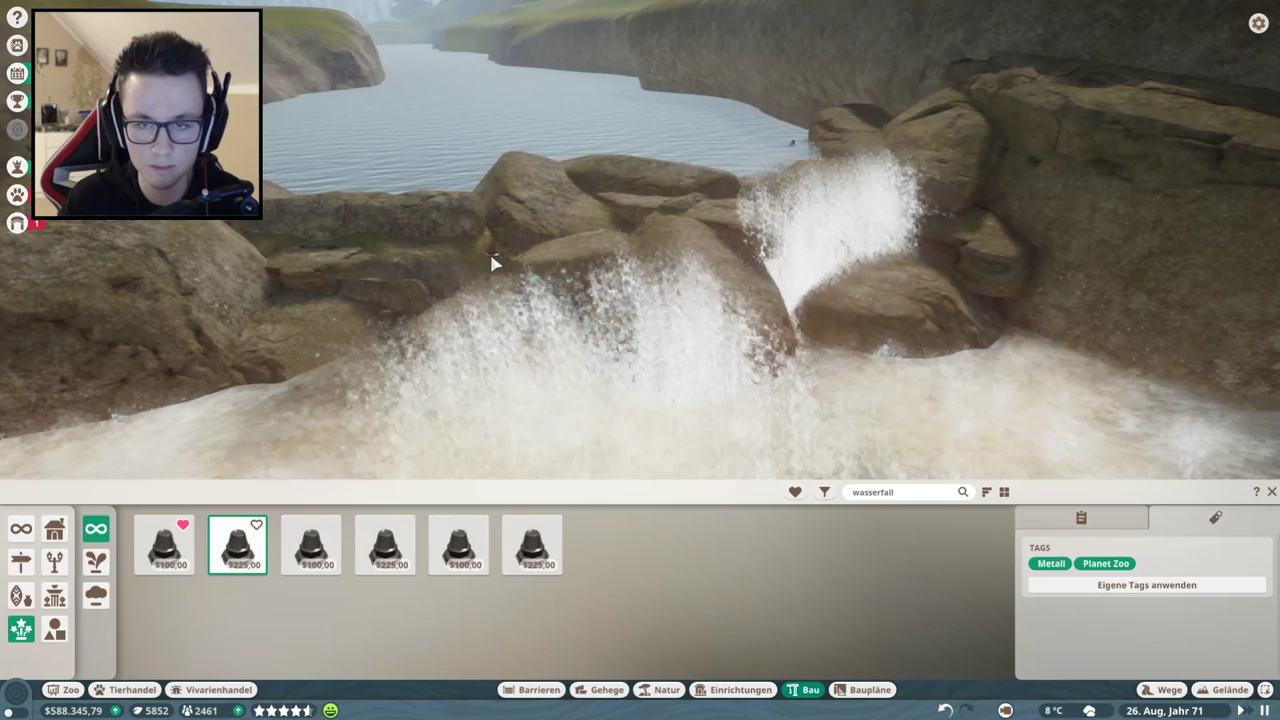 ?
1
wasserfall
? ×
$100,00 $225,00 $100,00 $225,00 $100,00 $225,00
TAGS
Metall Planet Zoo
Eigene Tags anwenden
Zoo Tierhandel Vivarienhandel Barrieren Gehege Natur Einrichtungen Bau Baupläne Wege Gelände
$588.345,79 5852 2461 8 °C 26. Aug, Jahr 71